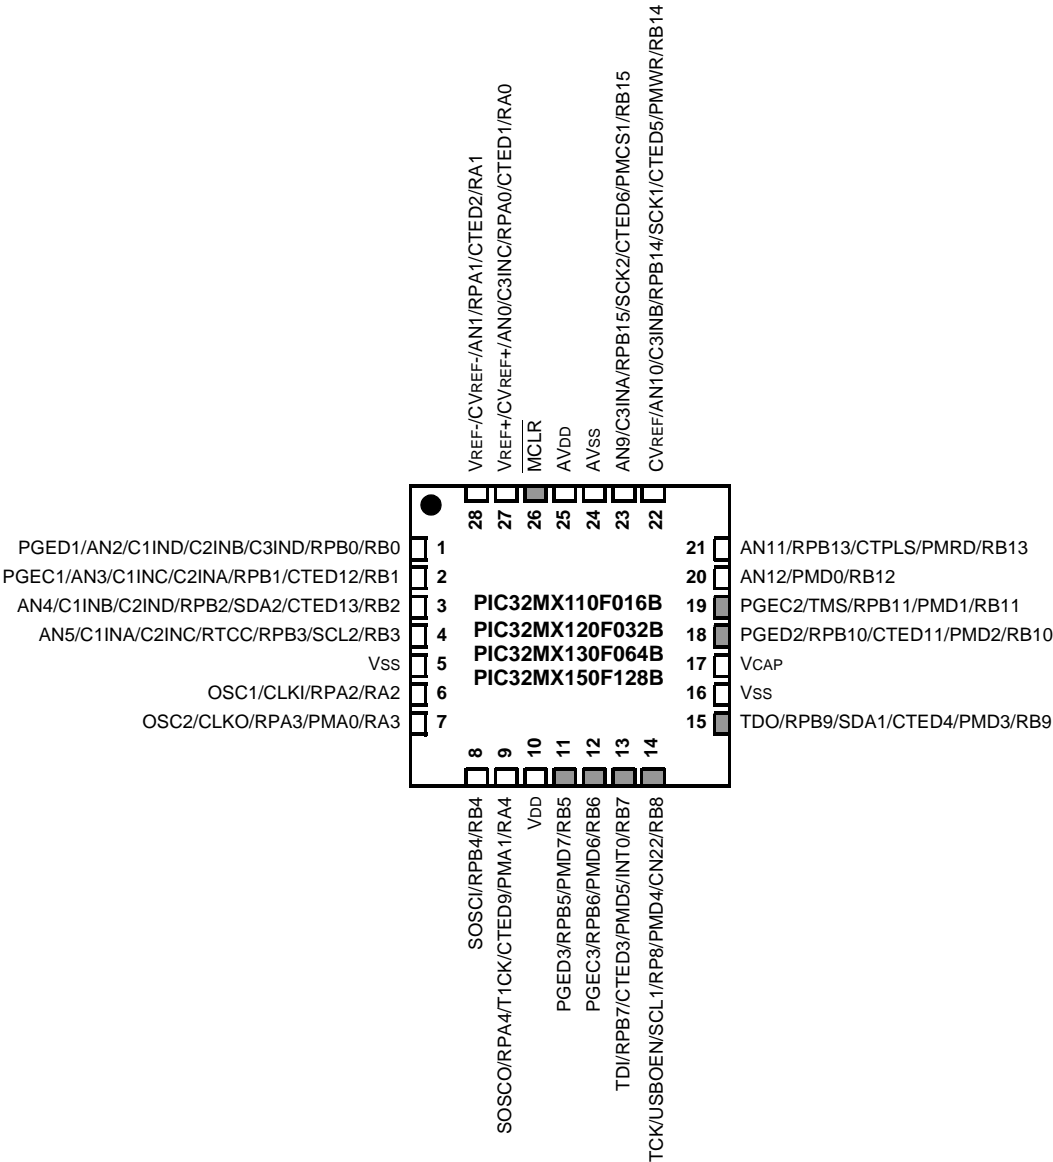 VREF-/CVREF-/AN1/RPA1/CTED2/RA1
VREF+/CVREF+/AN0/C3INC/RPA0/CTED1/RA0
MCLR
AVDD
AVSS
AN9/C3INA/RPB15/SCK2/CTED6/PMCS1/RB15
CVREF/AN10/C3INB/RPB14/SCK1/CTED5/PMWR/RB14
28
27
26
25
24
23
22
PGED1/AN2/C1IND/C2INB/C3IND/RPB0/RB0 1
PGEC1/AN3/C1INC/C2INA/RPB1/CTED12/RB1 2
AN4/C1INB/C2IND/RPB2/SDA2/CTED13/RB2 3
AN5/C1INA/C2INC/RTCC/RPB3/SCL2/RB3 4
VSS 5
OSC1/CLKI/RPA2/RA2 6
OSC2/CLKO/RPA3/PMA0/RA3 7
PIC32MX110F016B
PIC32MX120F032B
PIC32MX130F064B
PIC32MX150F128B
21 AN11/RPB13/CTPLS/PMRD/RB13
20 AN12/PMD0/RB12
19 PGEC2/TMS/RPB11/PMD1/RB11
18 PGED2/RPB10/CTED11/PMD2/RB10
17 VCAP
16 VSS
15 TDO/RPB9/SDA1/CTED4/PMD3/RB9
8
9
10
11
12
13
14
SOSCI/RPB4/RB4
SOSCO/RPA4/T1CK/CTED9/PMA1/RA4
VDD
PGED3/RPB5/PMD7/RB5
PGEC3/RPB6/PMD6/RB6
TDI/RPB7/CTED3/PMD5/INT0/RB7
TCK/USBOEN/SCL1/RP8/PMD4/CN22/RB8